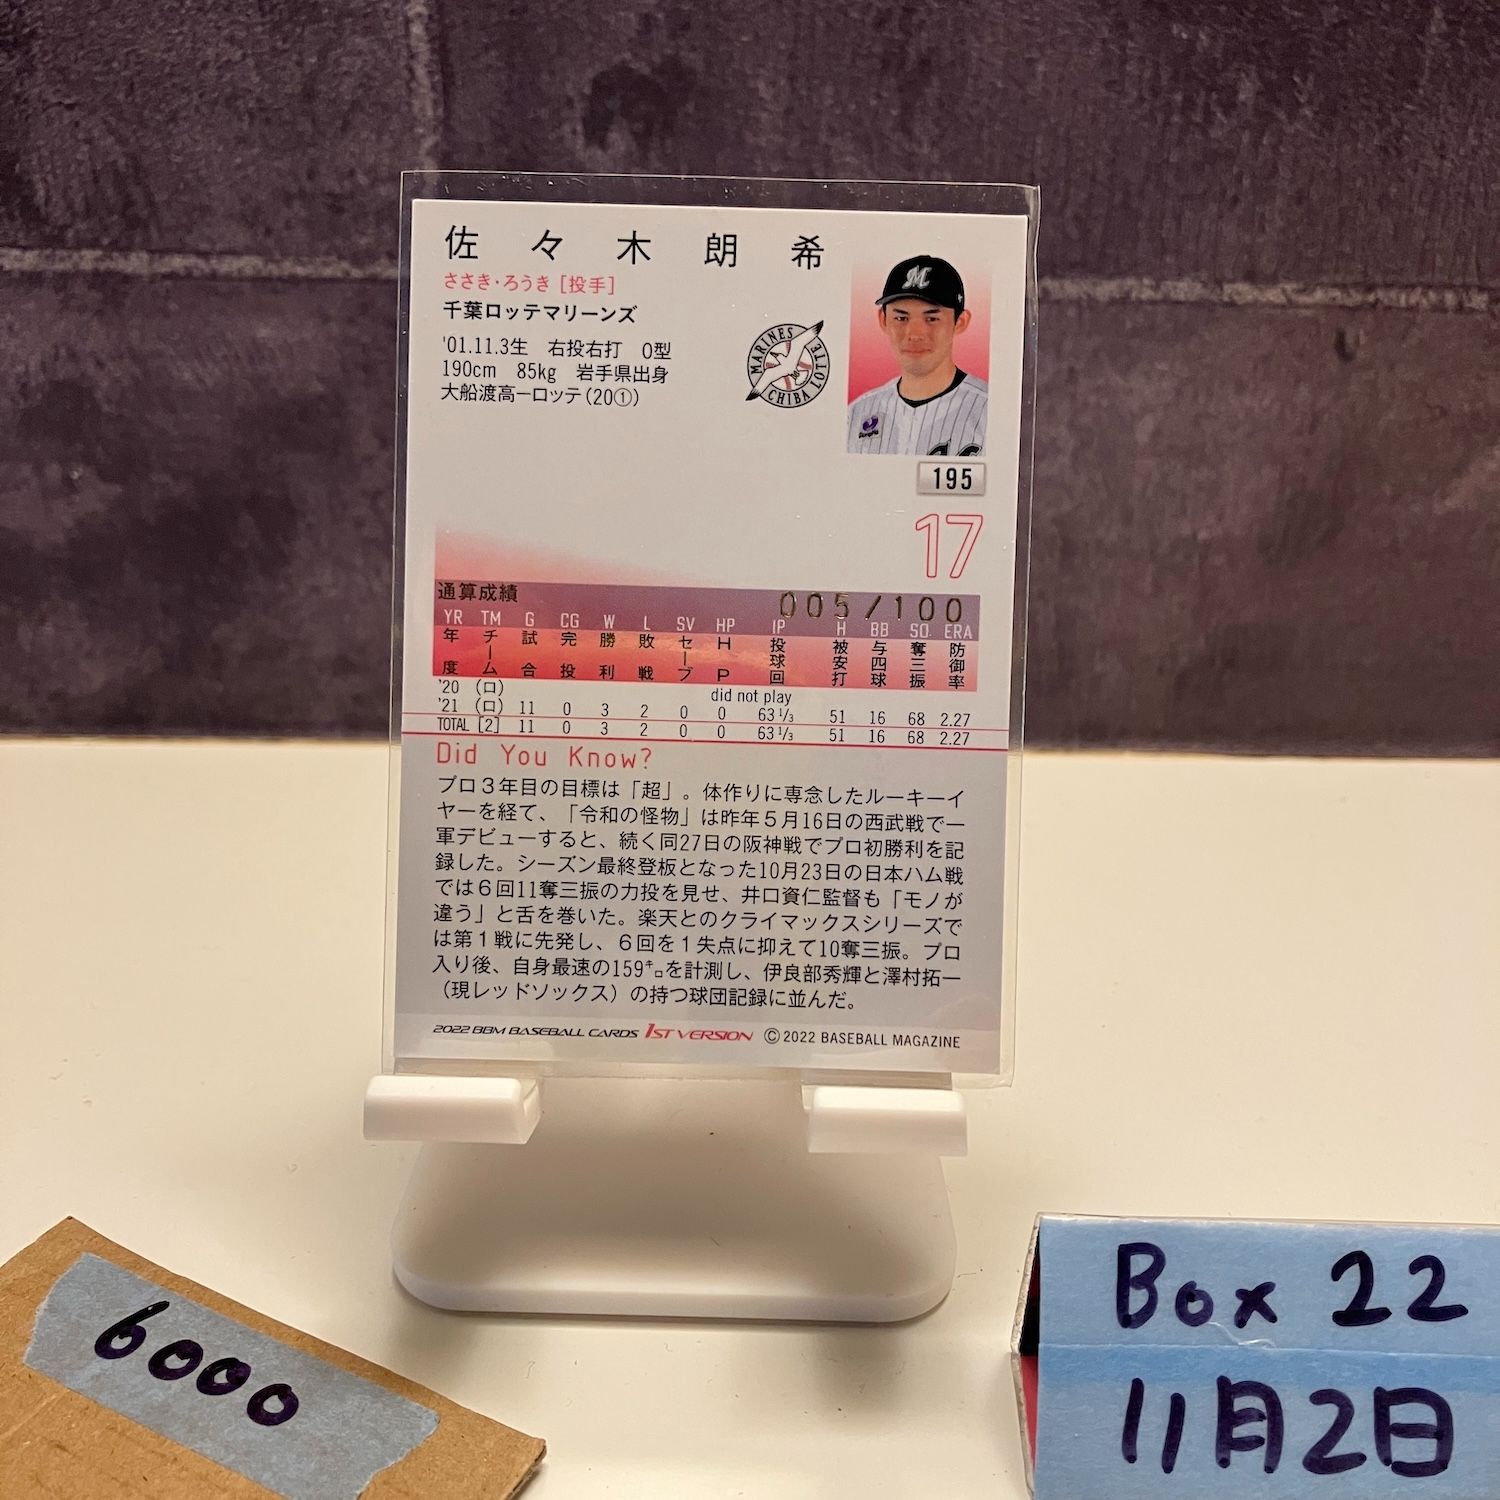 佐々木朗希
ささき・ろうき [投手]
千葉ロッテマリーンズ
'01.11.3生 右投右打 O型
190cm 85kg 岩手県出身
大船渡高ーロッテ(20①)
MARINES
CHIBA LOTTE
M
195
17
通算成績
005/100
YR TM G CG W L SV HP IP H BB SO ERA
年度 チーム 試合 完投 勝利 敗戦 セーブ HP 投球回 被安打 与四球 奪三振 防御率
'20 (ロ) did not play
'21 (ロ) 11 0 3 2 0 0 63 1/3 51 16 68 2.27
TOTAL [2] 11 0 3 2 0 0 63 1/3 51 16 68 2.27
Did You Know?
プロ3年目の目標は「超」。体作りに専念したルーキーイ
ヤーを経て、「令和の怪物」は昨年5月16日の西武戦で一
軍デビューすると、続く同27日の阪神戦でプロ初勝利を記
録した。シーズン最終登板となった10月23日の日本ハム戦
では6回11奪三振の力投を見せ、井口資仁監督も「モノが
違う」と舌を巻いた。楽天とのクライマックスシリーズで
は第1戦に先発し、6回を1失点に抑えて10奪三振。プロ
入り後、自身最速の159㌔を計測し、伊良部秀輝と澤村拓一
(現レッドソックス)の持つ球団記録に並んだ。
2022 BBM BASEBALL CARDS 1ST VERSION © 2022 BASEBALL MAGAZINE
6000
Box 22
11月2日